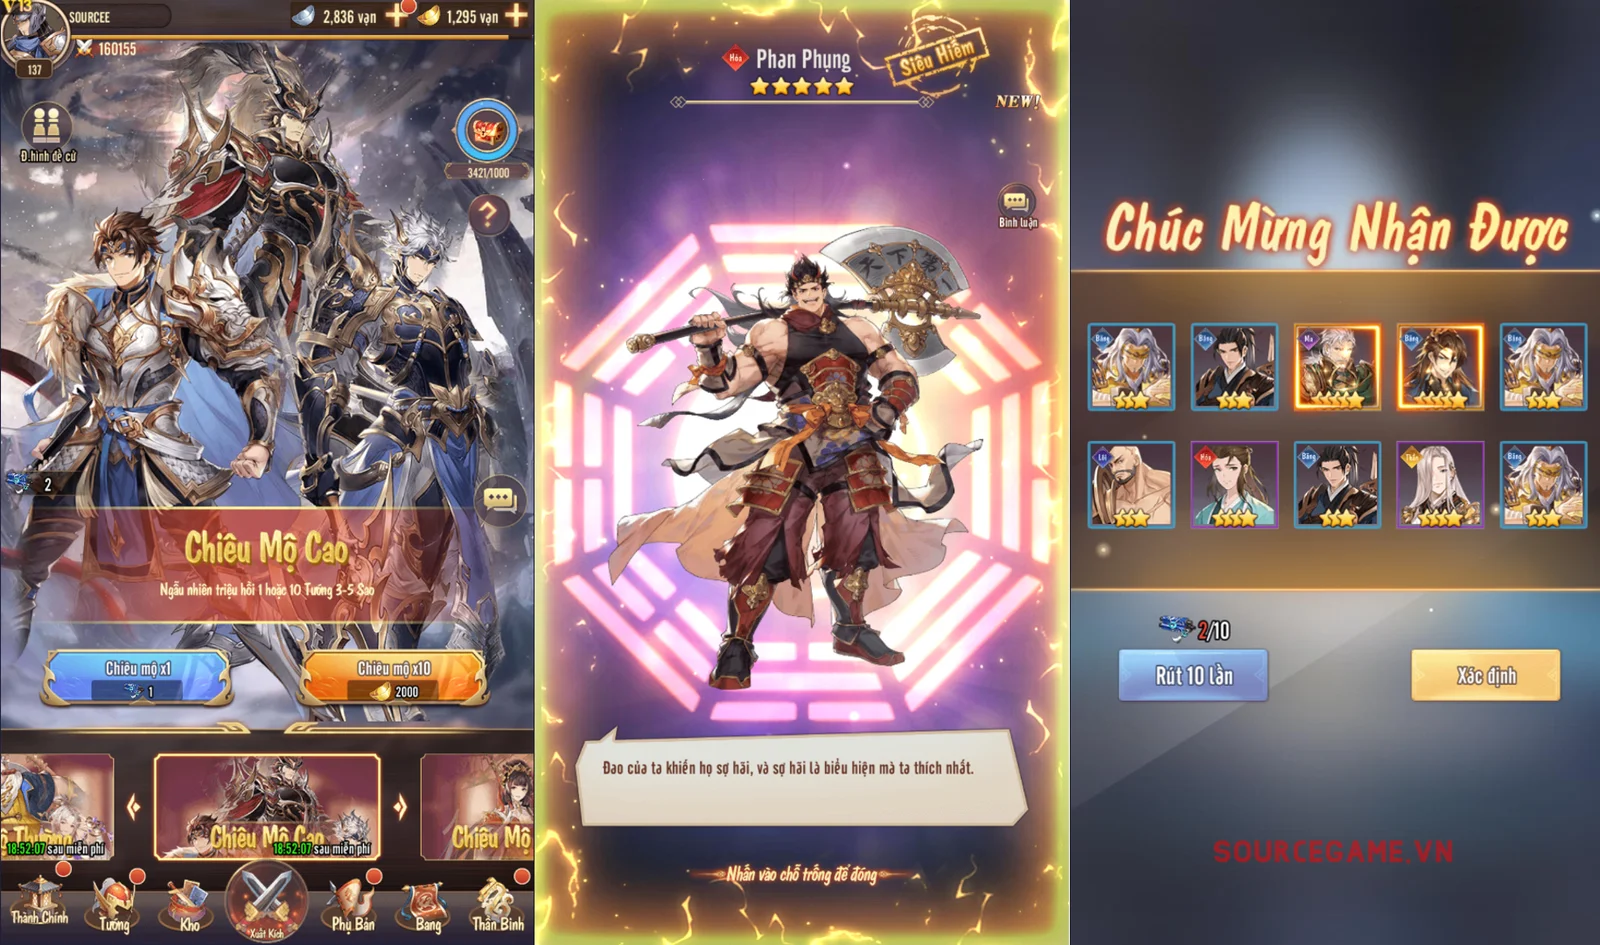 V13
SOURCEE
2,836 vạn
1,295 vạn
160155
137
Đ.hình đề cử
3421/1000
?
2
Chiêu Mộ Cao
Ngẫu nhiên triệu hồi 1 hoặc 10 Tướng 3-5 Sao
Chiêu mộ x1
1
Chiêu mộ x10
2000
Chiêu Mộ Cao
Chiêu Mộ
18:52:07 sau miễn phí
18:52:07 sau miễn phí
Thành Chính
Tướng
Kho
Xuất Kích
Phụ Bản
Bang
Thần Binh
Hỏa
Phan Phụng
Siêu Hiếm
NEW!
Bình luận
天下第一
Đao của ta khiến họ sợ hãi, và sợ hãi là biểu hiện mà ta thích nhất.
Nhấn vào chỗ trống để đóng
Chúc Mừng Nhận Được
Băng
Băng
Ma
Băng
Băng
Lôi
Hỏa
Băng
Thần
Băng
2/10
Rút 10 lần
Xác định
SOURCEGAME.VN